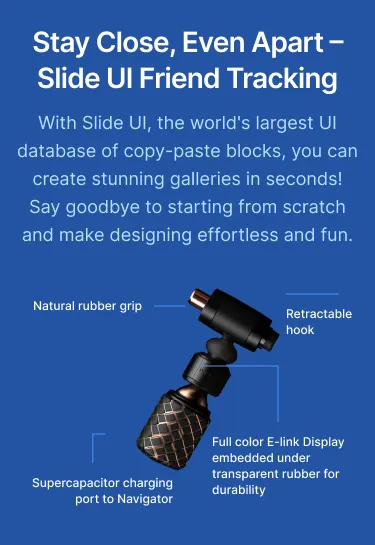 Stay Close, Even Apart –
Slide UI Friend Tracking
With Slide UI, the world's largest UI
database of copy-paste blocks, you can
create stunning galleries in seconds!
Say goodbye to starting from scratch
and make designing effortless and fun.
Natural rubber grip
Retractable
hook
Full color E-link Display
embedded under
transparent rubber for
durability
Supercapacitor charging
port to Navigator